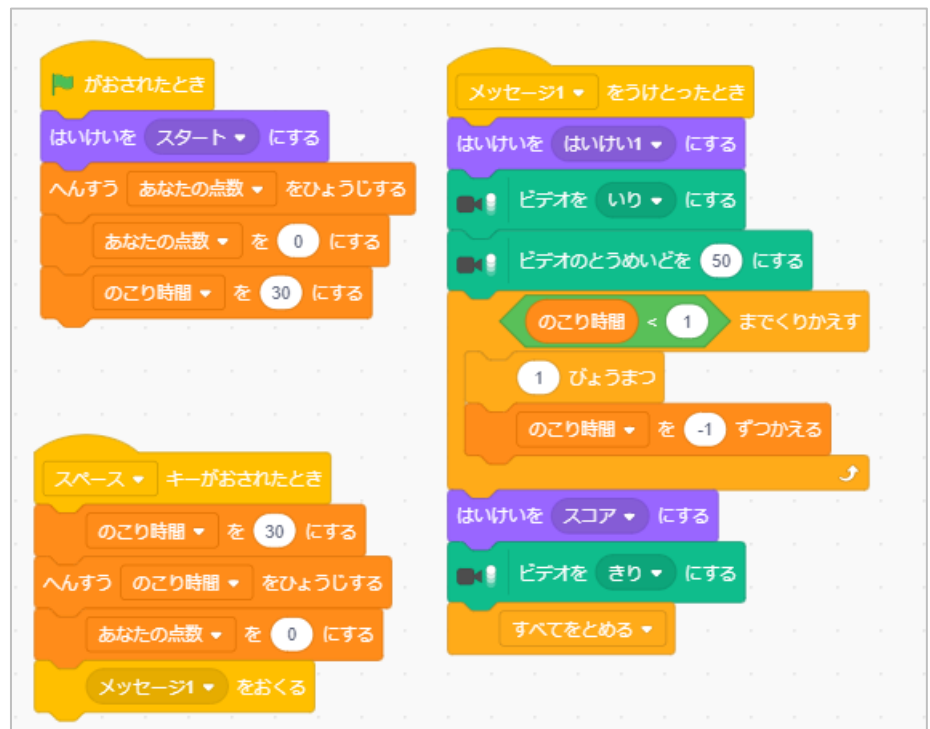 がおされたとき
はいけいを スタート にする
へんすう あなたの点数 をひょうじする
あなたの点数 を 0 にする
のこり時間 を 30 にする
スペース キーがおされたとき
のこり時間 を 30 にする
へんすう のこり時間 をひょうじする
あなたの点数 を 0 にする
メッセージ1 をおくる
メッセージ1 をうけとったとき
はいけいを はいけい1 にする
ビデオを いり にする
ビデオのとうめいどを 50 にする
のこり時間 < 1 までくりかえす
1 びょうまつ
のこり時間 を -1 ずつかえる
はいけいを スコア にする
ビデオを きり にする
すべてをとめる